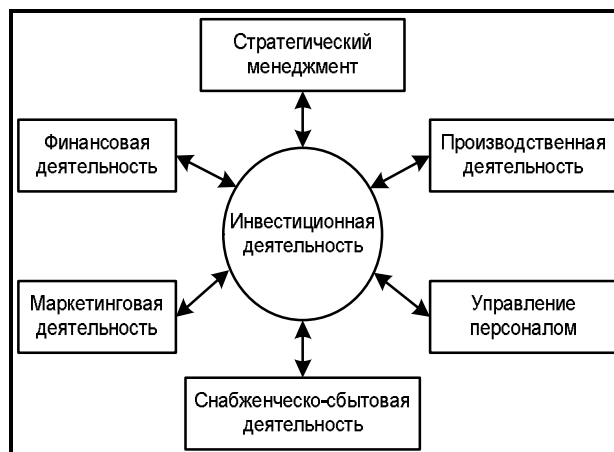 Стратегический
менеджмент
Финансовая
деятельность
Производственная
деятельность
Инвестиционная
деятельность
Маркетинговая
деятельность
Управление
персоналом
Снабженческо-сбытовая
деятельность